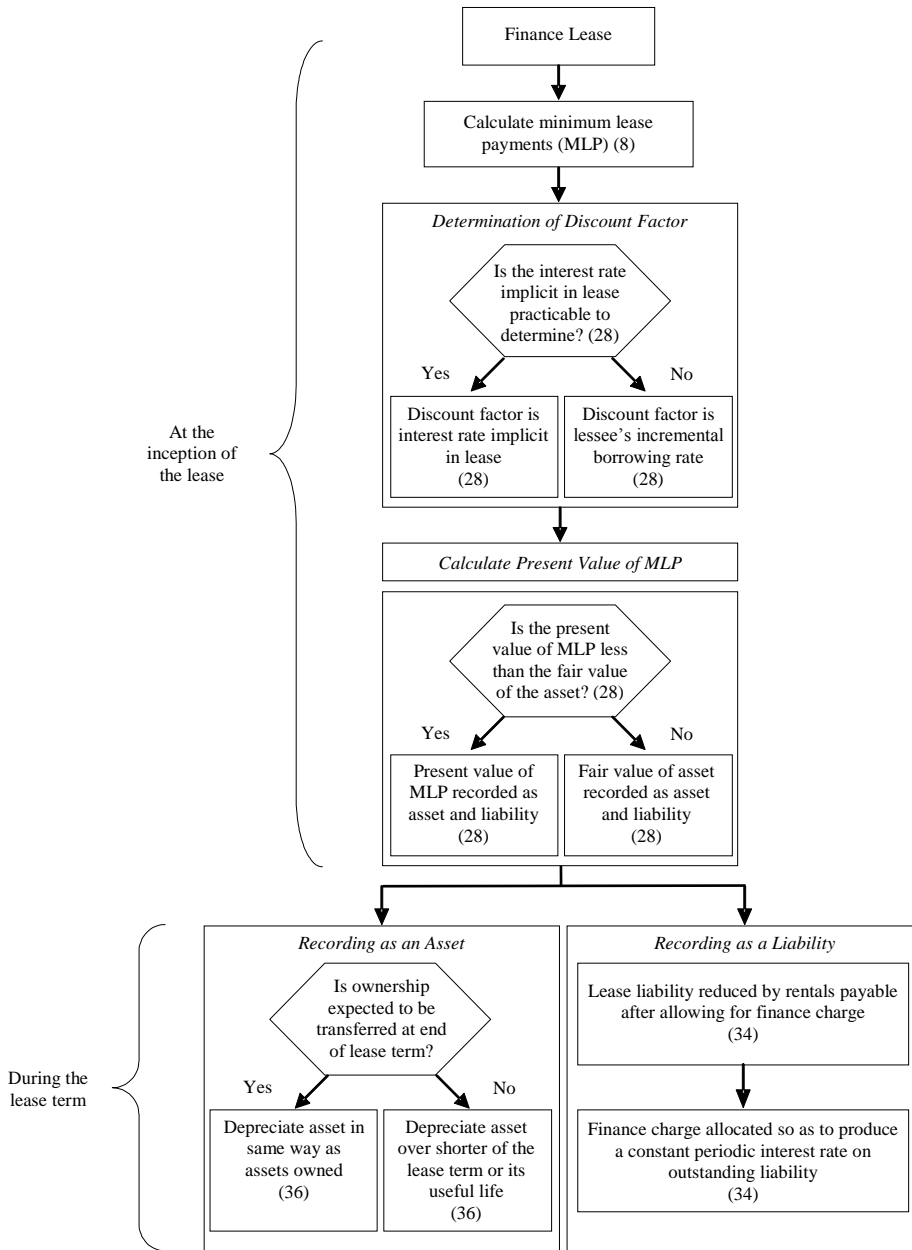 Finance Lease
Calculate minimum lease
payments (MLP) (8)
Determination of Discount Factor
Is the interest rate
implicit in lease
practicable to
determine? (28)
Yes
No
Discount factor is
interest rate implicit
in lease
(28)
Discount factor is
lessee’s incremental
borrowing rate
(28)
At the
inception of
the lease
Calculate Present Value of MLP
Is the present
value of MLP less
than the fair value
of the asset? (28)
Yes
No
Present value of
MLP recorded as
asset and liability
(28)
Fair value of asset
recorded as asset
and liability
(28)
During the
lease term
Recording as an Asset
Is ownership
expected to be
transferred at end
of lease term?
Yes
No
Depreciate asset in
same way as
assets owned
(36)
Depreciate asset
over shorter of the
lease term or its
useful life
(36)
Recording as a Liability
Lease liability reduced by rentals payable
after allowing for finance charge
(34)
Finance charge allocated so as to produce
a constant periodic interest rate on
outstanding liability
(34)